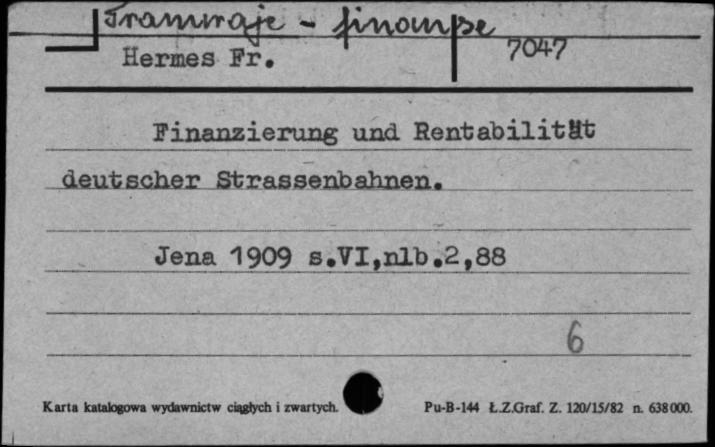 Tramwaje - finanse
Hermes Fr. 7047
Finanzierung und Rentabilität
deutscher Strassenbahnen.
Jena 1909 s.VI,nlb.2,88
6
Karta katalogowa wydawnictw ciągłych i zwartych. Pu-B-144 Ł.Z.Graf. Z. 120/15/82 n. 638000.